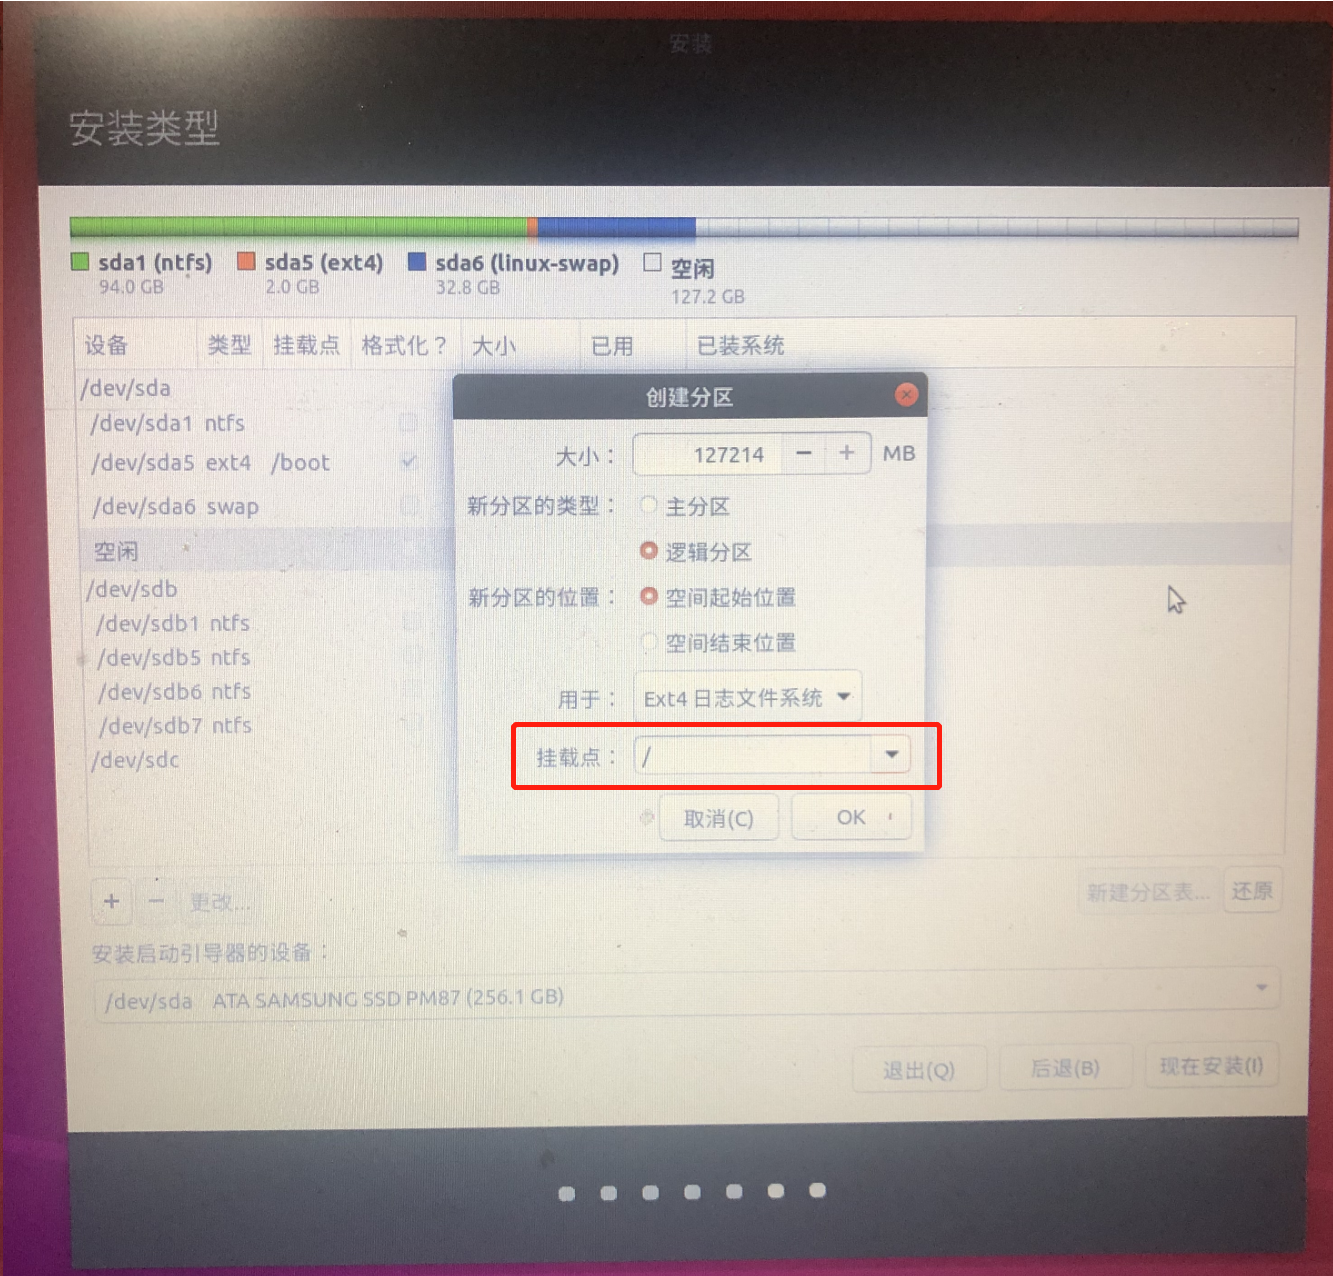 安装
安装类型
sda1 (ntfs) sda5 (ext4) sda6 (linux-swap) 空闲
94.0 GB 2.0 GB 32.8 GB 127.2 GB
设备 类型 挂载点 格式化？ 大小 已用 已装系统
/dev/sda
/dev/sda1 ntfs
/dev/sda5 ext4 /boot
/dev/sda6 swap
空闲
/dev/sdb
/dev/sdb1 ntfs
/dev/sdb5 ntfs
/dev/sdb6 ntfs
/dev/sdb7 ntfs
/dev/sdc
创建分区
大小： 127214 − + MB
新分区的类型： 主分区
逻辑分区
新分区的位置： 空间起始位置
空间结束位置
用于： Ext4 日志文件系统
挂载点： /
取消(C) OK
+ − 更改... 新建分区表... 还原
安装启动引导器的设备：
/dev/sda ATA SAMSUNG SSD PM87 (256.1 GB)
退出(Q) 后退(B) 现在安装(I)